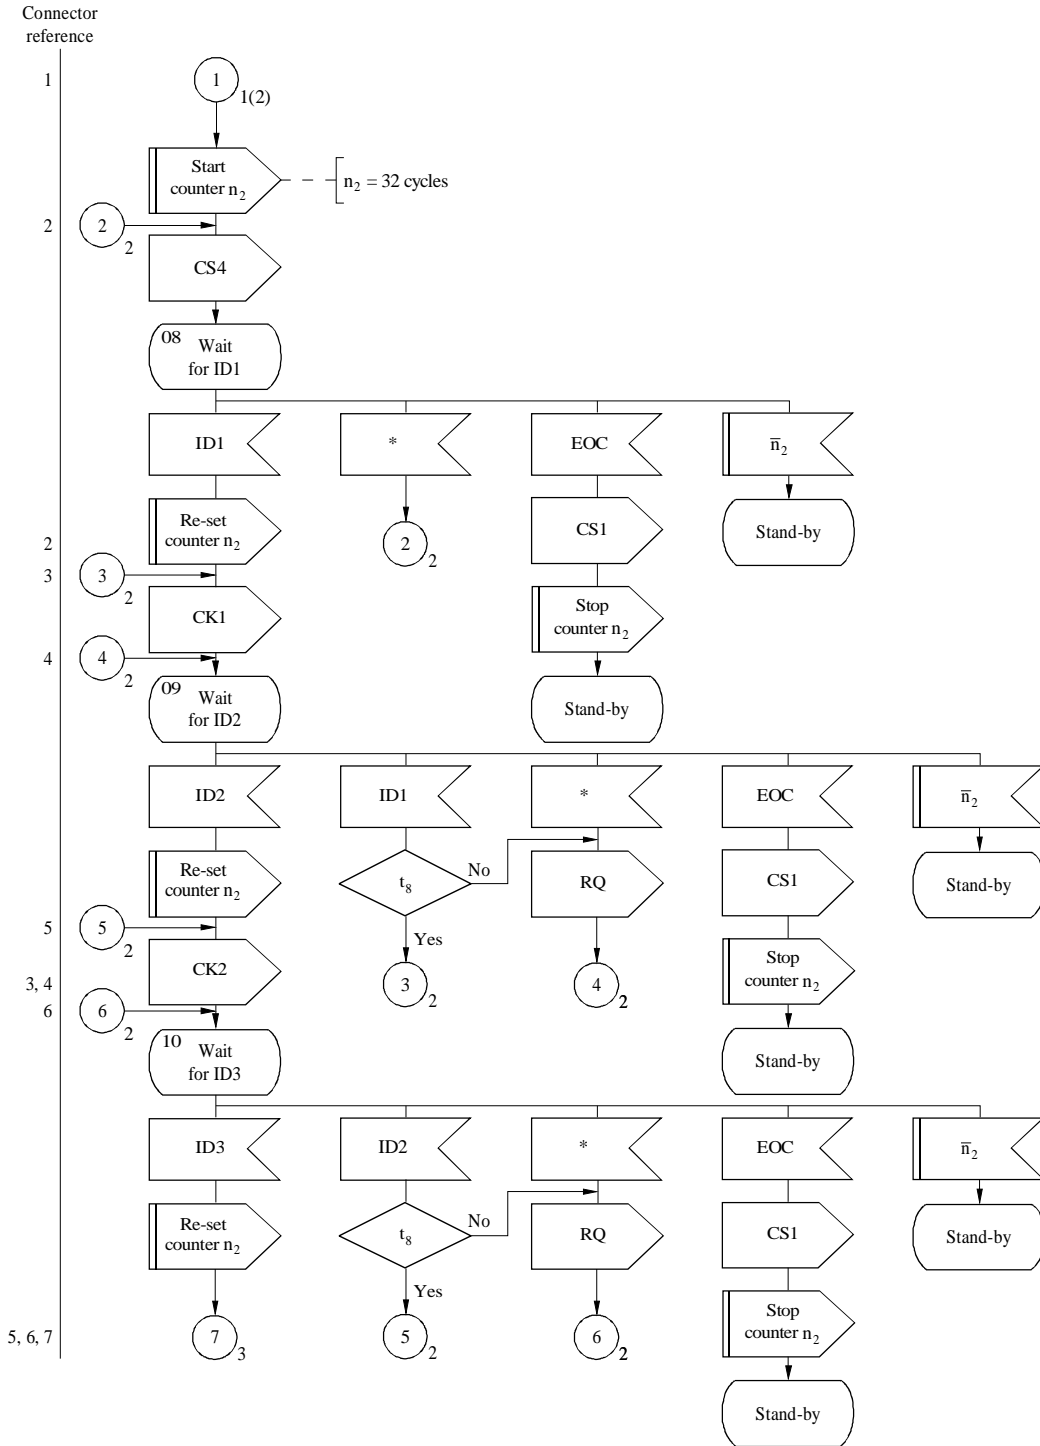 Connector
reference
1
1
1(2)
Start
counter n2
n2 = 32 cycles
2
2
2
CS4
08
Wait
for ID1
ID1
*
EOC
n̅2
Re-set
counter n2
2
2
CS1
Stand-by
2
3
3
2
CK1
Stop
counter n2
4
4
2
09
Wait
for ID2
Stand-by
ID2
ID1
*
EOC
n̅2
Re-set
counter n2
t8
No
Yes
RQ
CS1
Stand-by
5
5
2
CK2
3
2
4
2
Stop
counter n2
3, 4
6
6
2
10
Wait
for ID3
Stand-by
ID3
ID2
*
EOC
n̅2
Re-set
counter n2
t8
No
Yes
RQ
CS1
Stand-by
5, 6, 7
7
3
5
2
6
2
Stop
counter n2
Stand-by